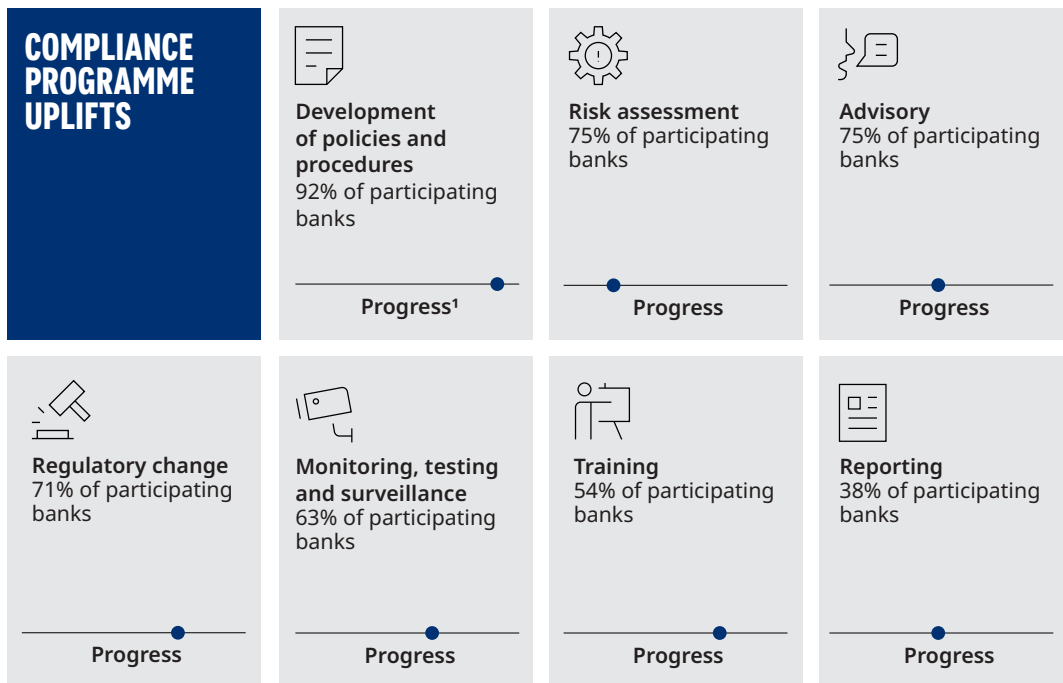 COMPLIANCE
PROGRAMME
UPLIFTS
Development
of policies and
procedures
92% of participating
banks
Progress¹
Risk assessment
75% of participating
banks
Progress
Advisory
75% of participating
banks
Progress
Regulatory change
71% of participating
banks
Progress
Monitoring, testing
and surveillance
63% of participating
banks
Progress
Training
54% of participating
banks
Progress
Reporting
38% of participating
banks
Progress